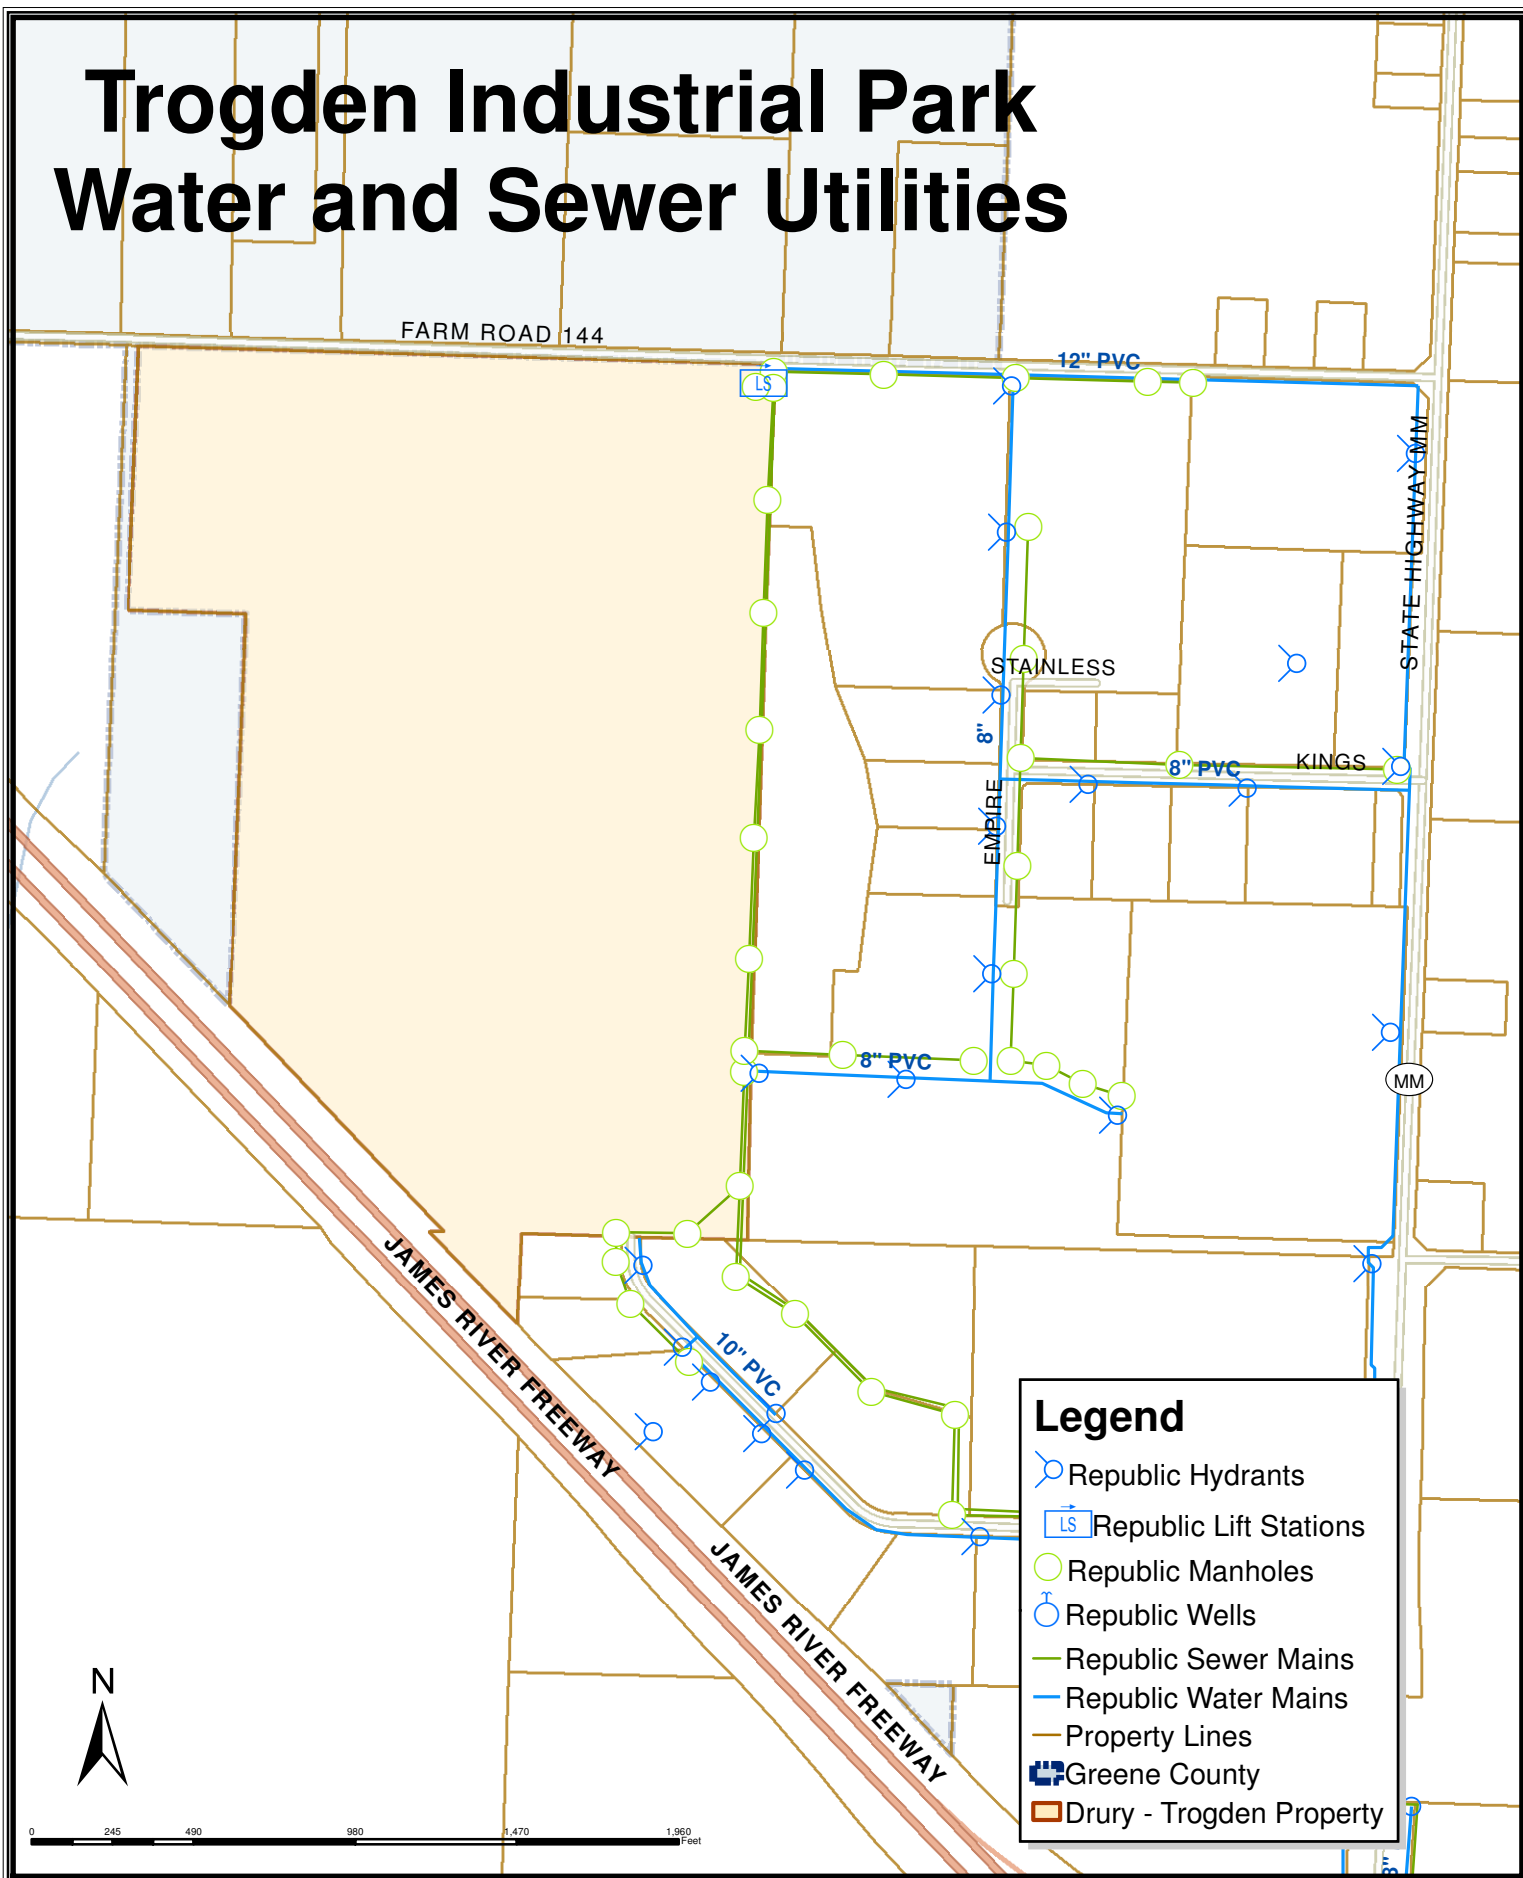 Trogden Industrial Park
Water and Sewer Utilities
FARM ROAD 144
12" PVC
LS
STATE HIGHWAY MM
STAINLESS
8"
KINGS
8" PVC
EMPIRE
8" PVC
MM
JAMES RIVER FREEWAY
10" PVC
JAMES RIVER FREEWAY
Legend
Republic Hydrants
LS Republic Lift Stations
Republic Manholes
Republic Wells
Republic Sewer Mains
Republic Water Mains
Property Lines
Greene County
Drury - Trogden Property
N
0 245 490 980 1,470 1,960
Feet
8"